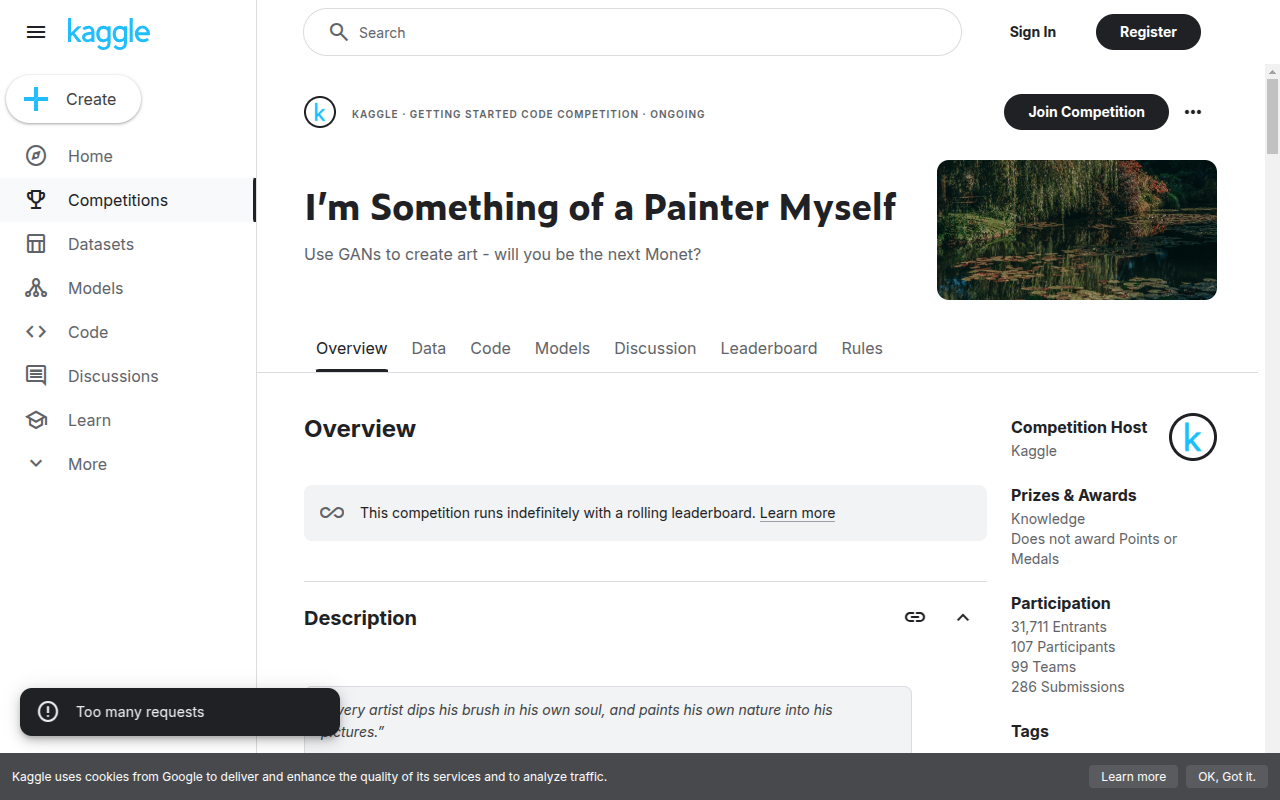 kaggle
Search
Sign In
Register
Create
Home
Competitions
Datasets
Models
Code
Discussions
Learn
More
k
KAGGLE · GETTING STARTED CODE COMPETITION · ONGOING
Join Competition
I'm Something of a Painter Myself
Use GANs to create art - will you be the next Monet?
Overview
Data
Code
Models
Discussion
Leaderboard
Rules
Overview
This competition runs indefinitely with a rolling leaderboard. Learn more
Description
very artist dips his brush in his own soul, and paints his own nature into his
pictures.”
Competition Host
Kaggle
k
Prizes & Awards
Knowledge
Does not award Points or
Medals
Participation
31,711 Entrants
107 Participants
99 Teams
286 Submissions
Tags
Too many requests
Kaggle uses cookies from Google to deliver and enhance the quality of its services and to analyze traffic.
Learn more
OK, Got it.